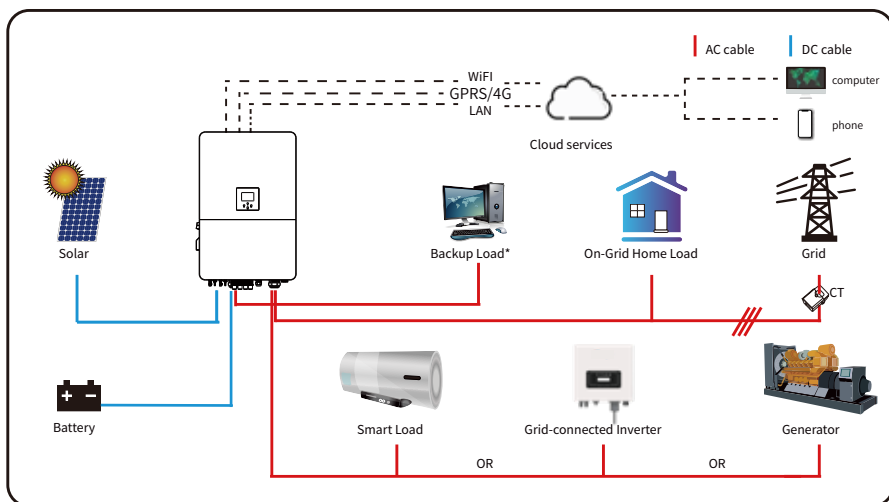 AC cable
DC cable
WiFI
GPRS/4G
LAN
computer
phone
Cloud services
Solar
Backup Load*
On-Grid Home Load
Grid
CT
Battery
Smart Load
Grid-connected Inverter
Generator
OR
OR